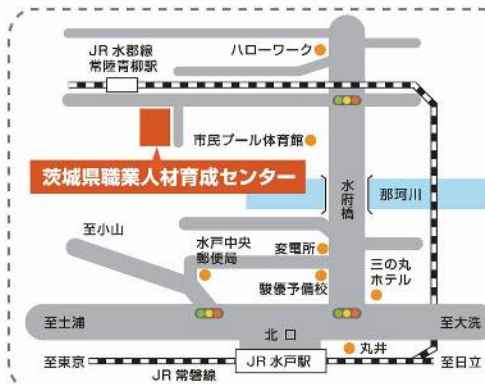 ハローワーク
JR 水郡線
常陸青柳駅
市民プール体育館
茨城県職業人材育成センター
水府橋
那珂川
至小山
水戸中央
郵便局
変電所
駿優予備校
三の丸
ホテル
至土浦
至大洗
北口
丸井
至東京
JR 水戸駅
至日立
JR 常磐線